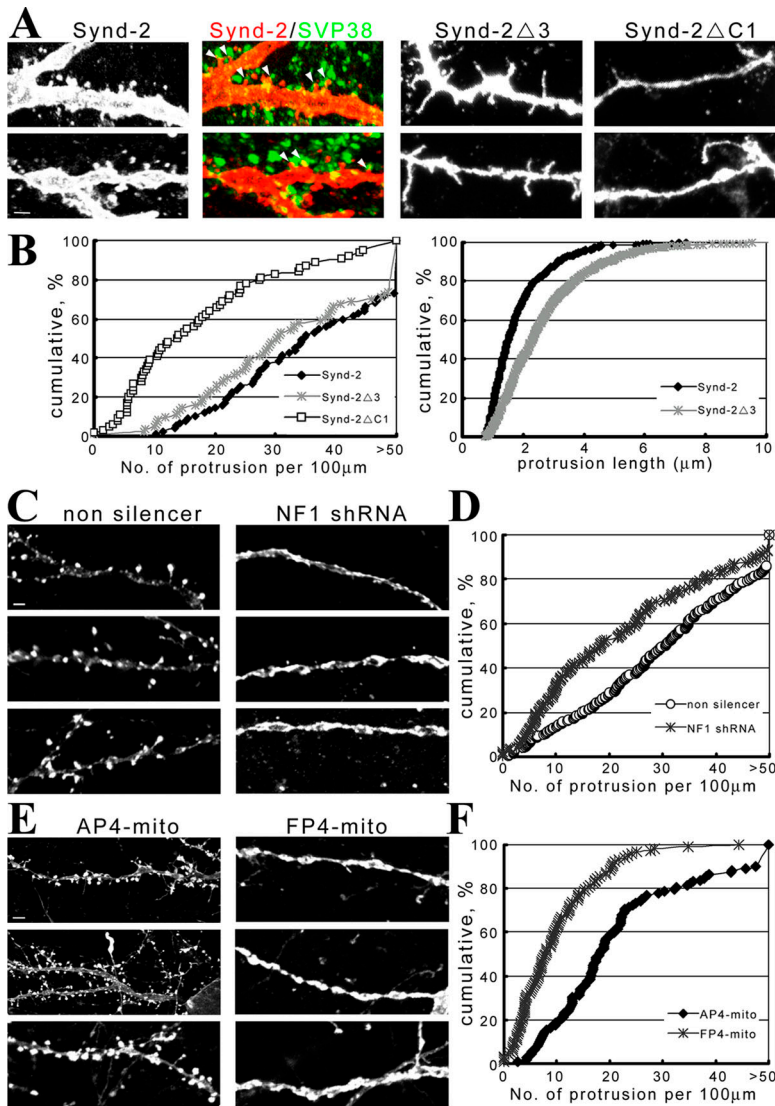 A
Synd-2
Synd-2/SVP38
Synd-2△3
Synd-2△C1
B
cumulative, %
100
80
60
40
20
0
Synd-2
Synd-2△3
Synd-2△C1
0 10 20 30 40 >50
No. of protrusion per 100μm
cumulative, %
100
80
60
40
20
0
Synd-2
Synd-2△3
0 2 4 6 8 10
protrusion length (μm)
C
non silencer
NF1 shRNA
D
cumulative, %
100
80
60
40
20
0
non silencer
NF1 shRNA
0 10 20 30 40 >50
No. of protrusion per 100μm
E
AP4-mito
FP4-mito
F
cumulative, %
100
80
60
40
20
0
AP4-mito
FP4-mito
0 10 20 30 40 >50
No. of protrusion per 100μm